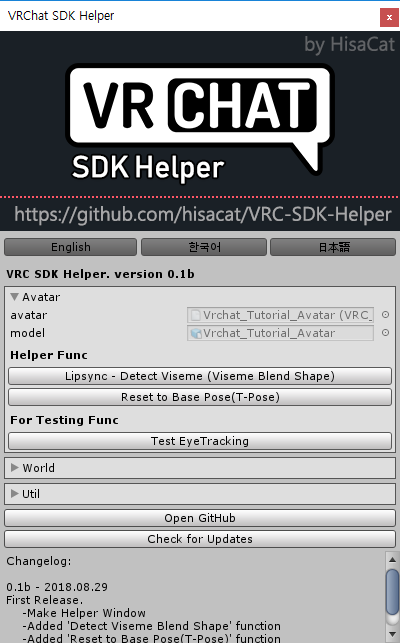 VRChat SDK Helper
x
by HisaCat
VR CHAT
SDK Helper
https://github.com/hisacat/VRC-SDK-Helper
English 한국어 日本語
VRC SDK Helper. version 0.1b
Avatar
avatar Vrchat_Tutorial_Avatar (VRC_
model Vrchat_Tutorial_Avatar
Helper Func
Lipsync - Detect Viseme (Viseme Blend Shape)
Reset to Base Pose(T-Pose)
For Testing Func
Test EyeTracking
World
Util
Open GitHub
Check for Updates
Changelog:
0.1b - 2018.08.29
First Release.
-Make Helper Window
-Added 'Detect Viseme Blend Shape' function
-Added 'Reset to Base Pose(T-Pose)' function